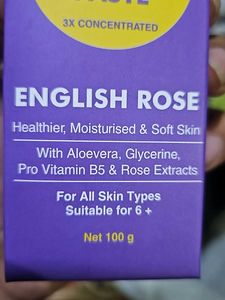 3X CONCENTRATED
ENGLISH ROSE
Healthier, Moisturised & Soft Skin
With Aloevera, Glycerine,
Pro Vitamin B5 & Rose Extracts
For All Skin Types
Suitable for 6 +
Net 100 g